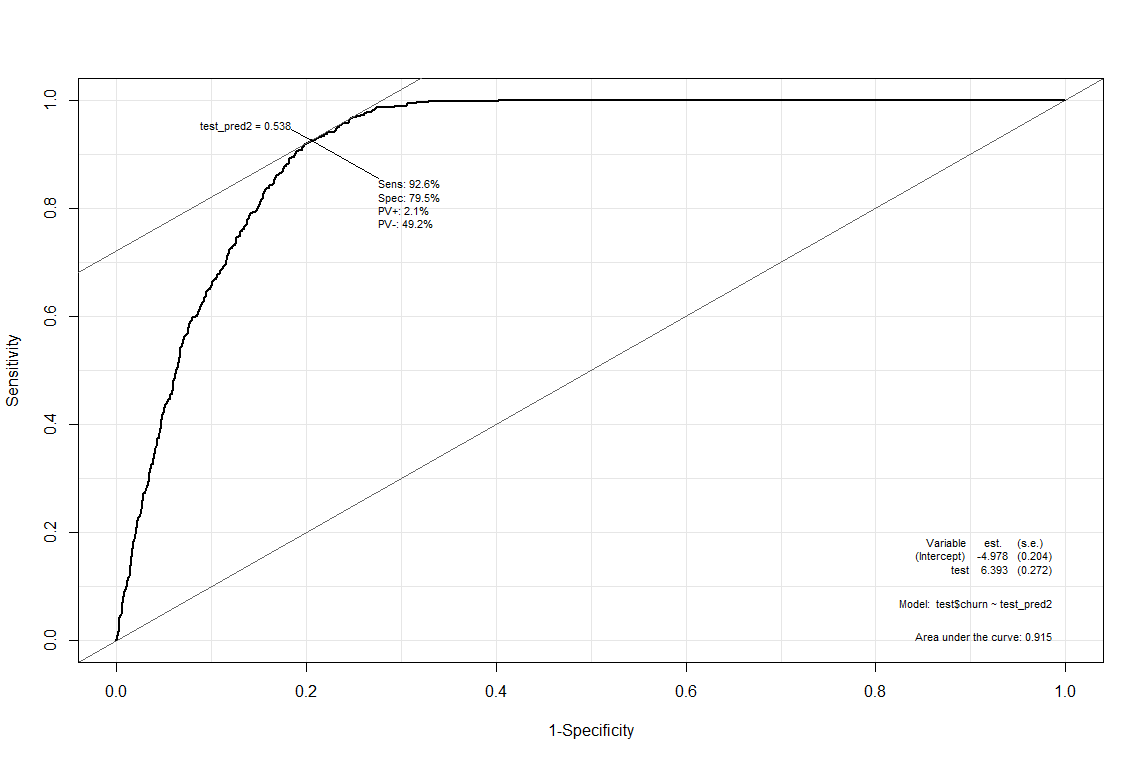 1.0
0.8
0.6
0.4
0.2
0.0
Sensitivity
test_pred2 = 0.538
Sens: 92.6%
Spec: 79.5%
PV+: 2.1%
PV-: 49.2%
Variable est. (s.e.)
(Intercept) -4.978 (0.204)
test 6.393 (0.272)
Model: test$churn ~ test_pred2
Area under the curve: 0.915
0.0 0.2 0.4 0.6 0.8 1.0
1-Specificity